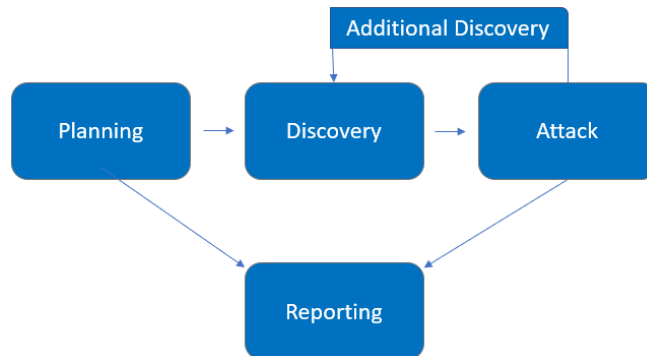 Additional Discovery
Planning
Discovery
Attack
Reporting